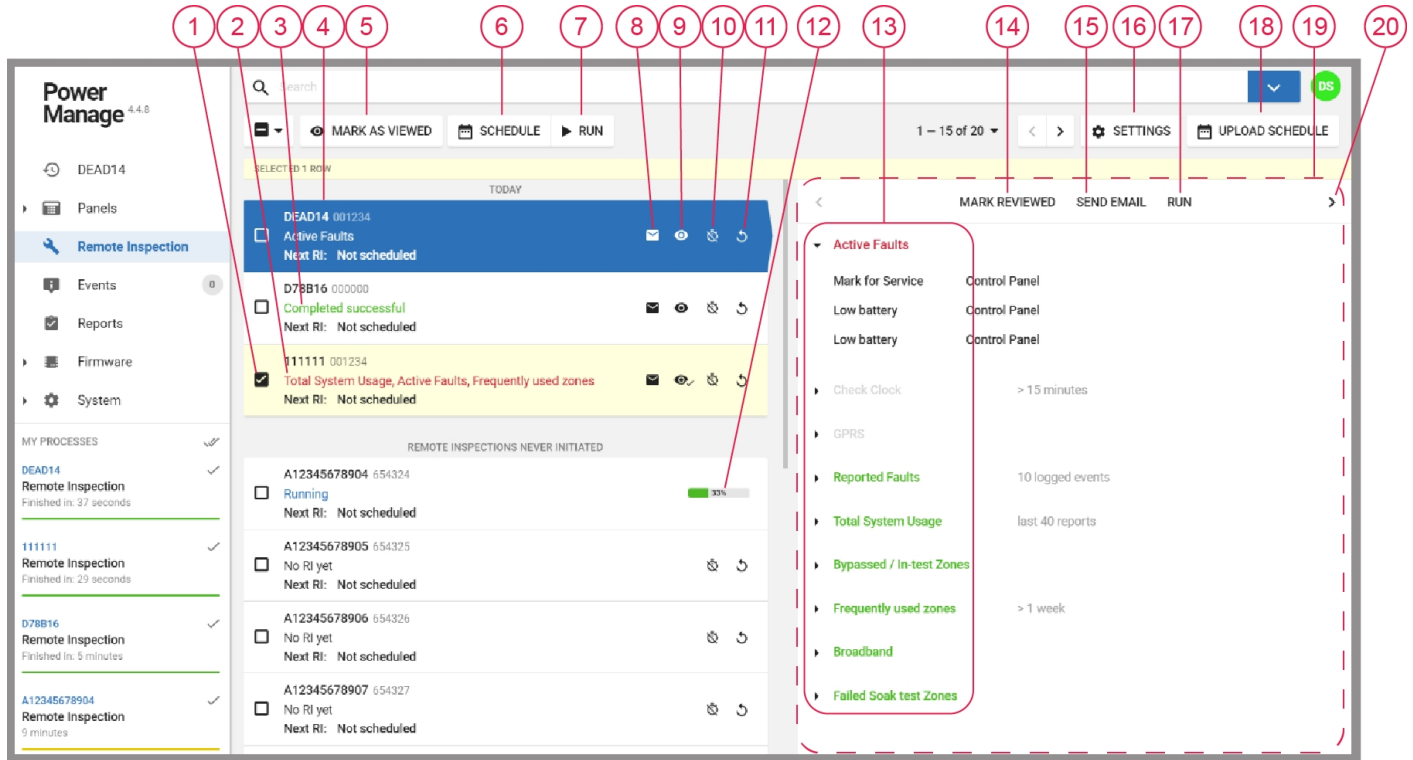 1 2 3 4 5 6 7 8 9 10 11 12 13 14 15 16 17 18 19 20
Power
Manage 4.4.8
Search
DS
MARK AS VIEWED SCHEDULE RUN 1 – 15 of 20 SETTINGS UPLOAD SCHEDULE
SELECTED 1 ROW
DEAD14
Panels
Remote Inspection
Events 0
Reports
Firmware
System
MY PROCESSES
DEAD14
Remote Inspection
Finished in: 37 seconds
111111
Remote Inspection
Finished in: 29 seconds
D78B16
Remote Inspection
Finished in: 5 minutes
A12345678904
Remote Inspection
9 minutes
TODAY
DEAD14 001234
Active Faults
Next RI: Not scheduled
D78B16 000000
Completed successful
Next RI: Not scheduled
111111 001234
Total System Usage, Active Faults, Frequently used zones
Next RI: Not scheduled
REMOTE INSPECTIONS NEVER INITIATED
A12345678904 654324
Running 33%
Next RI: Not scheduled
A12345678905 654325
No RI yet
Next RI: Not scheduled
A12345678906 654326
No RI yet
Next RI: Not scheduled
A12345678907 654327
No RI yet
Next RI: Not scheduled
MARK REVIEWED SEND EMAIL RUN
Active Faults
Mark for Service Control Panel
Low battery Control Panel
Low battery Control Panel
Check Clock > 15 minutes
GPRS
Reported Faults 10 logged events
Total System Usage last 40 reports
Bypassed / In-test Zones
Frequently used zones > 1 week
Broadband
Failed Soak test Zones